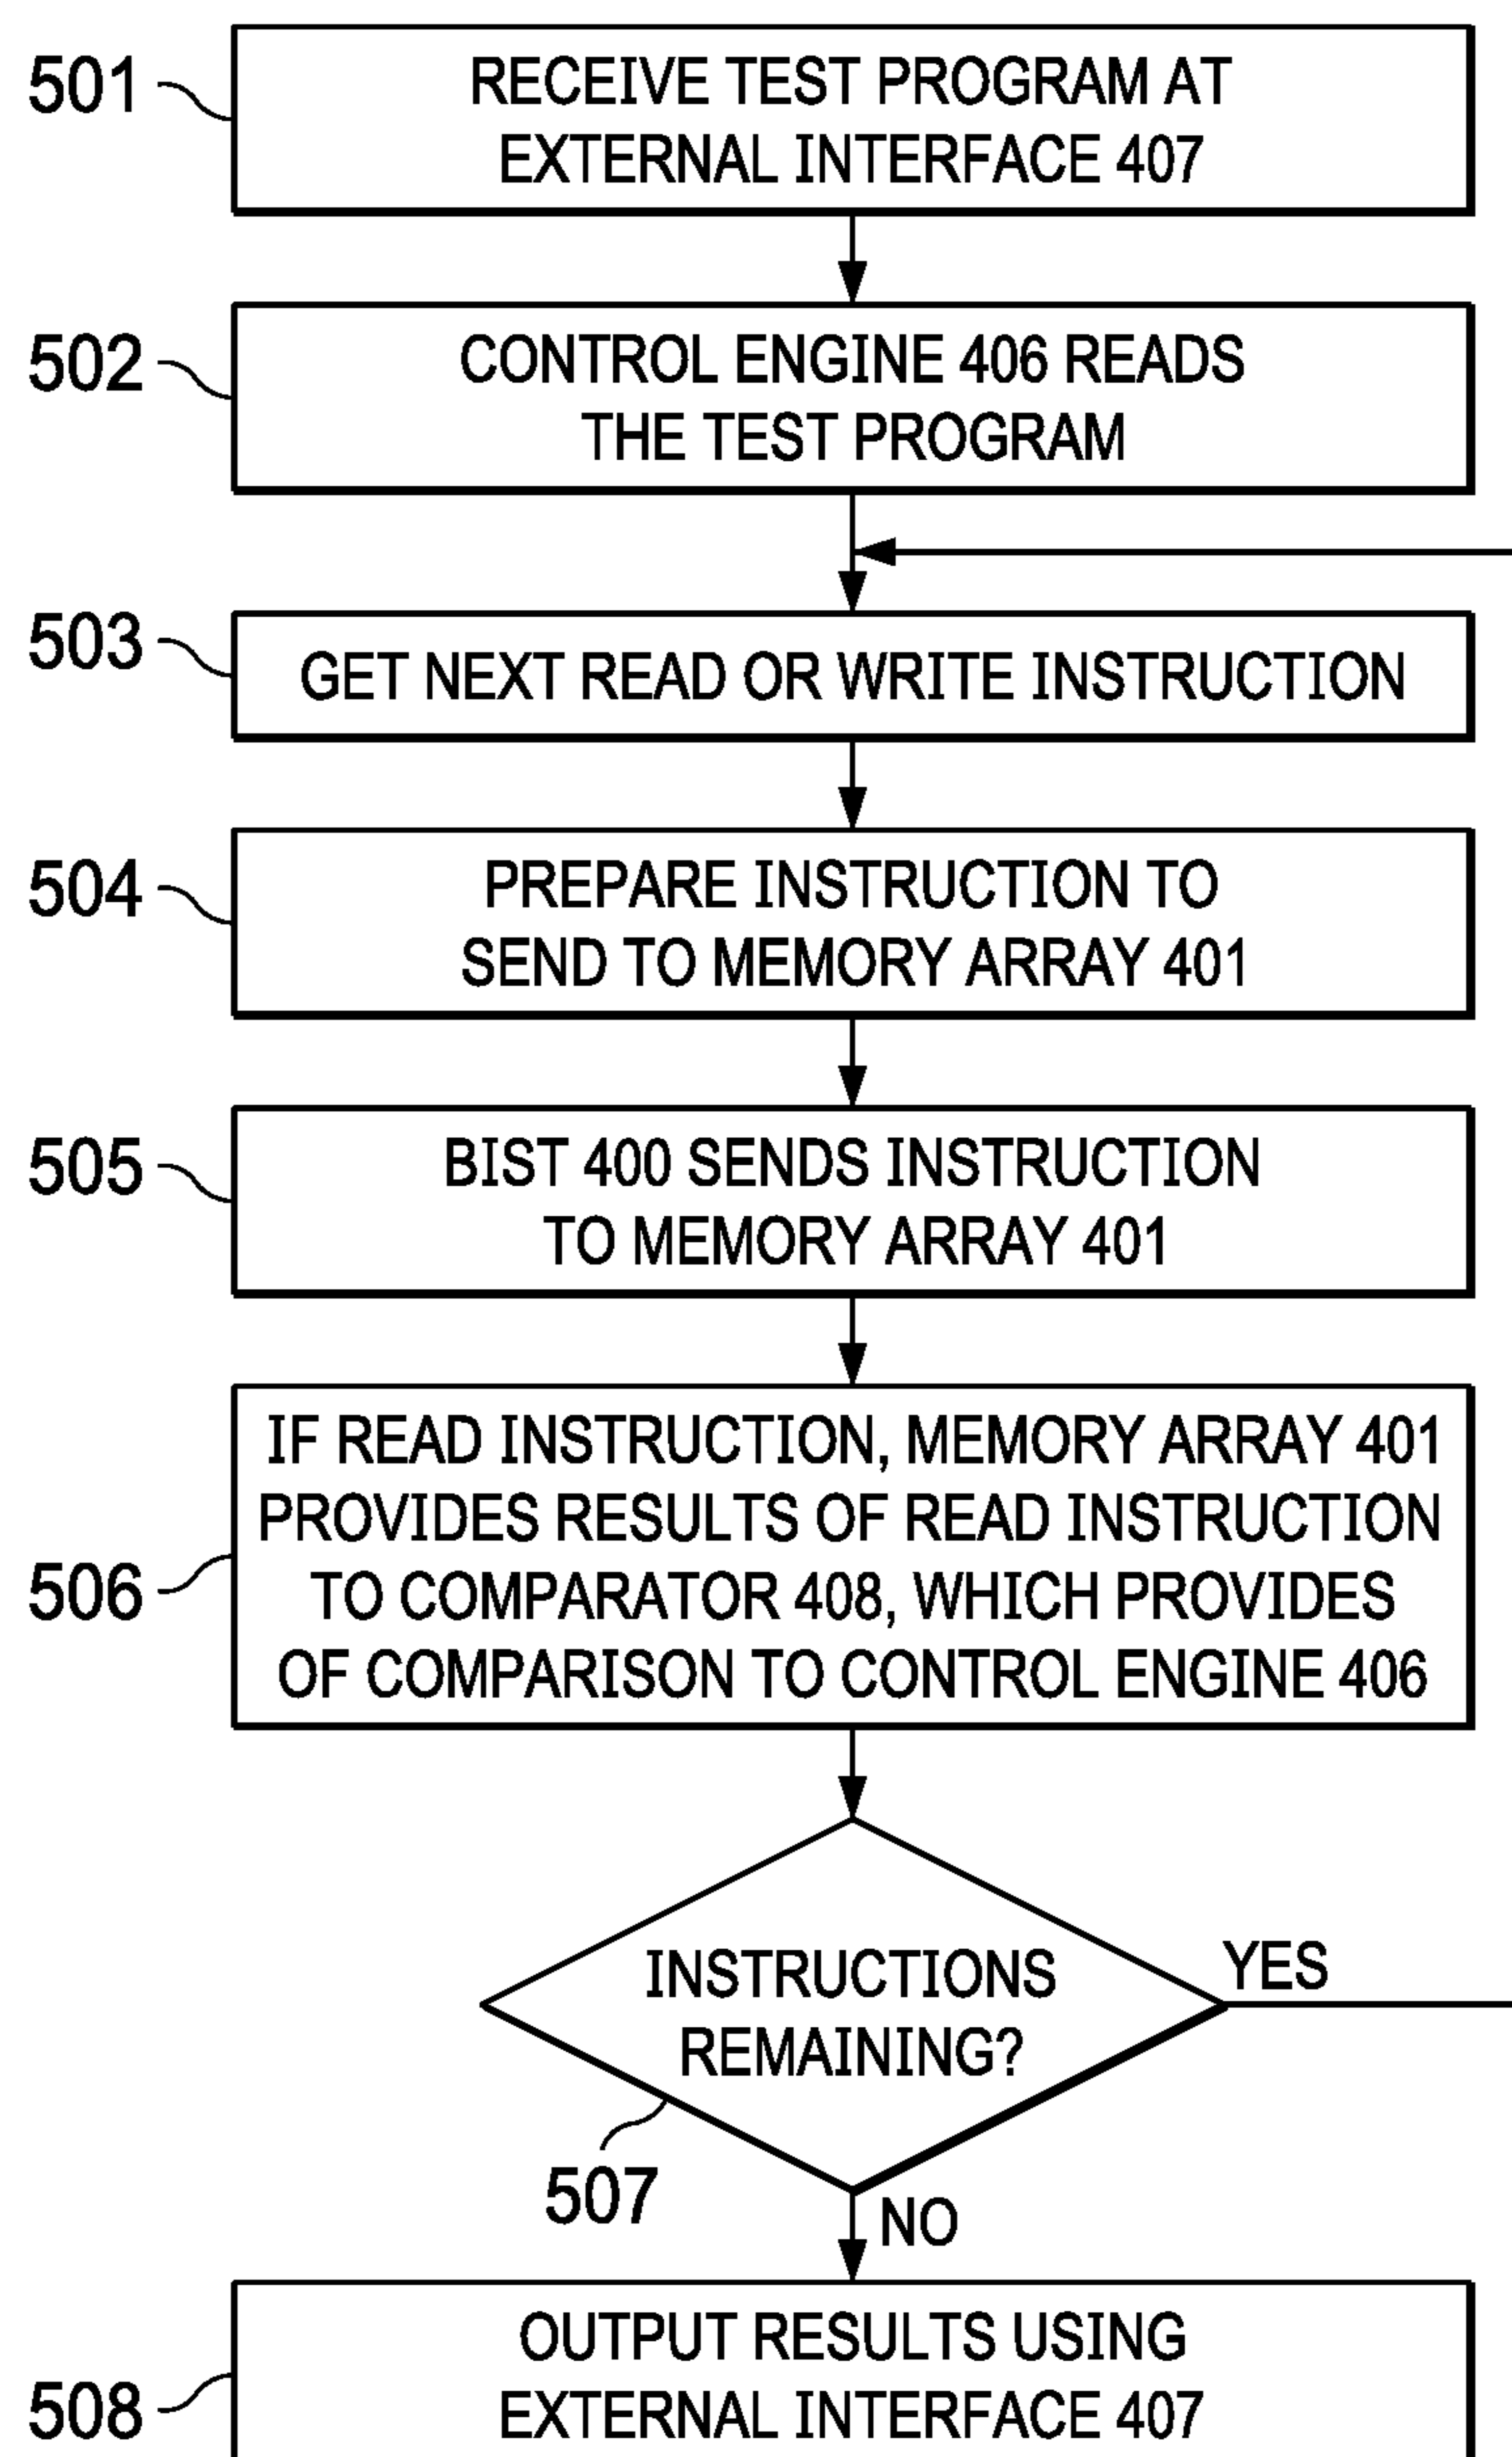 501
RECEIVE TEST PROGRAM AT
EXTERNAL INTERFACE 407
502
CONTROL ENGINE 406 READS
THE TEST PROGRAM
503
GET NEXT READ OR WRITE INSTRUCTION
504
PREPARE INSTRUCTION TO
SEND TO MEMORY ARRAY 401
505
BIST 400 SENDS INSTRUCTION
TO MEMORY ARRAY 401
506
IF READ INSTRUCTION, MEMORY ARRAY 401
PROVIDES RESULTS OF READ INSTRUCTION
TO COMPARATOR 408, WHICH PROVIDES
OF COMPARISON TO CONTROL ENGINE 406
INSTRUCTIONS
REMAINING?
YES
507
NO
508
OUTPUT RESULTS USING
EXTERNAL INTERFACE 407